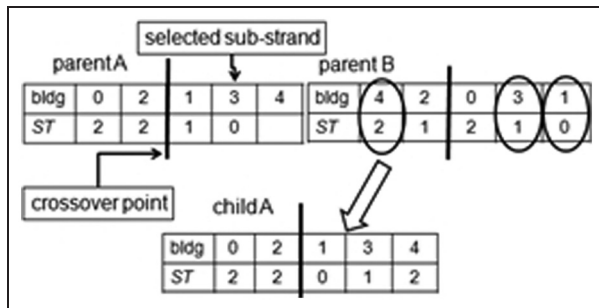 selected sub-strand
parentA
parent B
bldg 0 2 1 3 4
ST 2 2 1 0
bldg 4 2 0 3 1
ST 2 1 2 1 0
crossover point
childA
bldg 0 2 1 3 4
ST 2 2 0 1 2